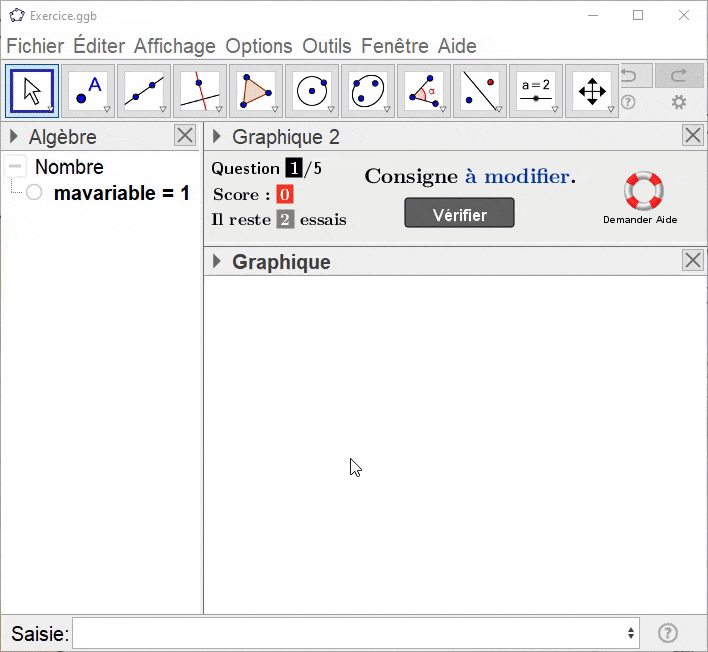 Exercice.ggb
Fichier Éditer Affichage Options Outils Fenêtre Aide
A
α
a=2
Algèbre
Nombre
mavariable = 1
Graphique 2
Question 1/5
Score : 0
Il reste 2 essais
Consigne à modifier.
Vérifier
Demander Aide
Graphique
Saisie: